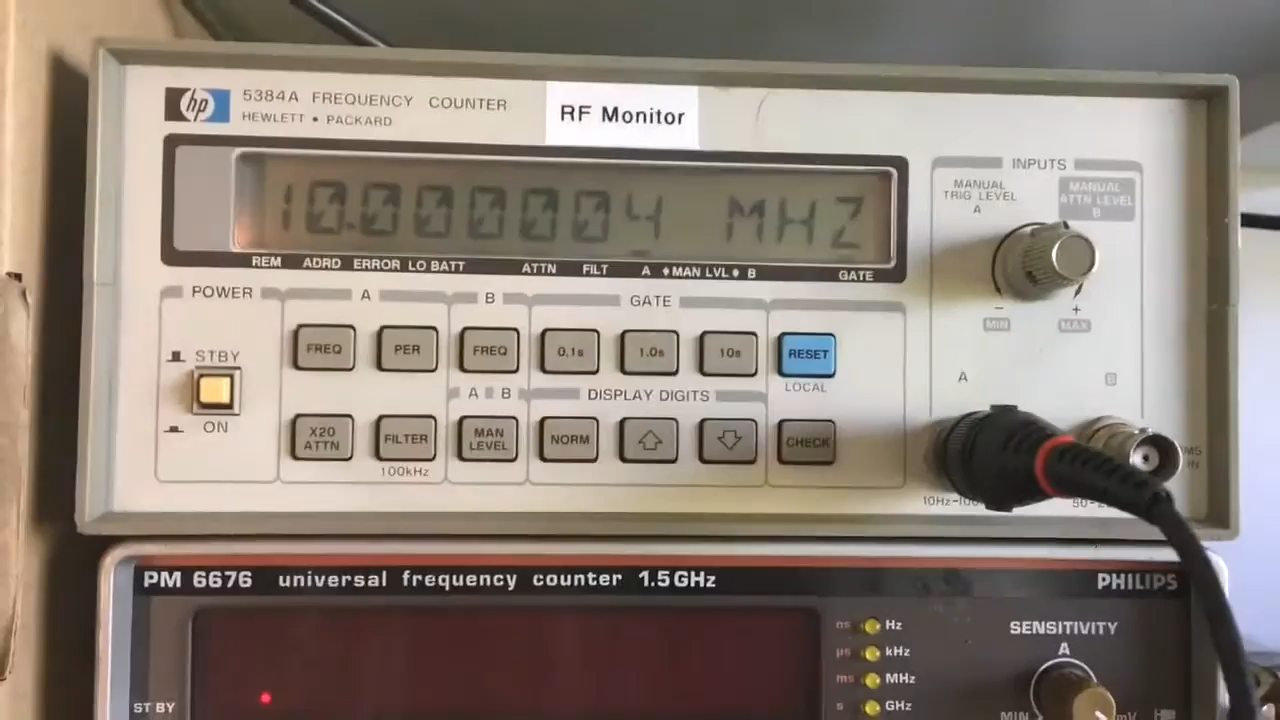 hp
5384A FREQUENCY COUNTER
HEWLETT • PACKARD
RF Monitor
10.000004 MHZ
REM ADRD ERROR LO BATT ATTN FILT A ♦MAN LVL♦ B GATE
INPUTS
MANUAL
TRIG LEVEL
A
MANUAL
ATTN LEVEL
B
− +
MIN MAX
A B
POWER
STBY
ON
A
B
GATE
FREQ PER FREQ 0.1s 1.0s 10s RESET
LOCAL
A B
DISPLAY DIGITS
X20
ATTN
FILTER
100kHz
MAN
LEVEL
NORM
CHECK
10Hz-
50-
PM 6676 universal frequency counter 1.5GHz
PHILIPS
ns Hz
µs kHz
ms MHz
s GHz
SENSITIVITY
A
ST BY
MIN
mV